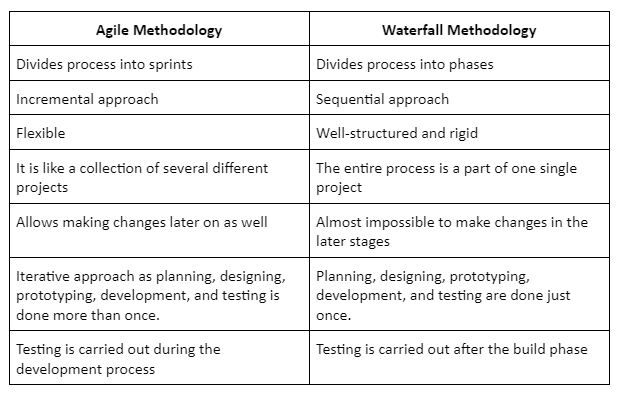 Agile Methodology
Waterfall Methodology
Divides process into sprints
Divides process into phases
Incremental approach
Sequential approach
Flexible
Well-structured and rigid
It is like a collection of several different
projects
The entire process is a part of one single
project
Allows making changes later on as well
Almost impossible to make changes in the
later stages
Iterative approach as planning, designing,
prototyping, development, and testing is
done more than once.
Planning, designing, prototyping,
development, and testing are done just
once.
Testing is carried out during the
development process
Testing is carried out after the build phase